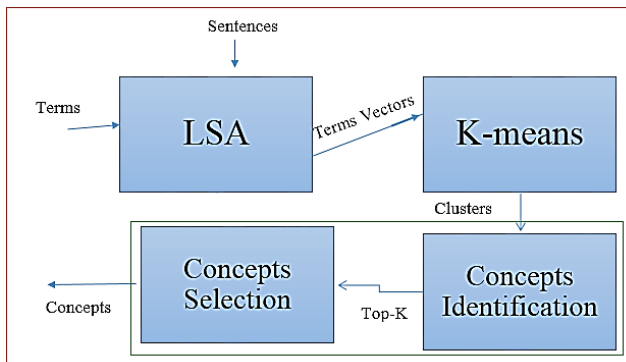 Sentences
Terms
LSA
Terms Vectors
K-means
Clusters
Concepts
Identification
Top-K
Concepts
Selection
Concepts